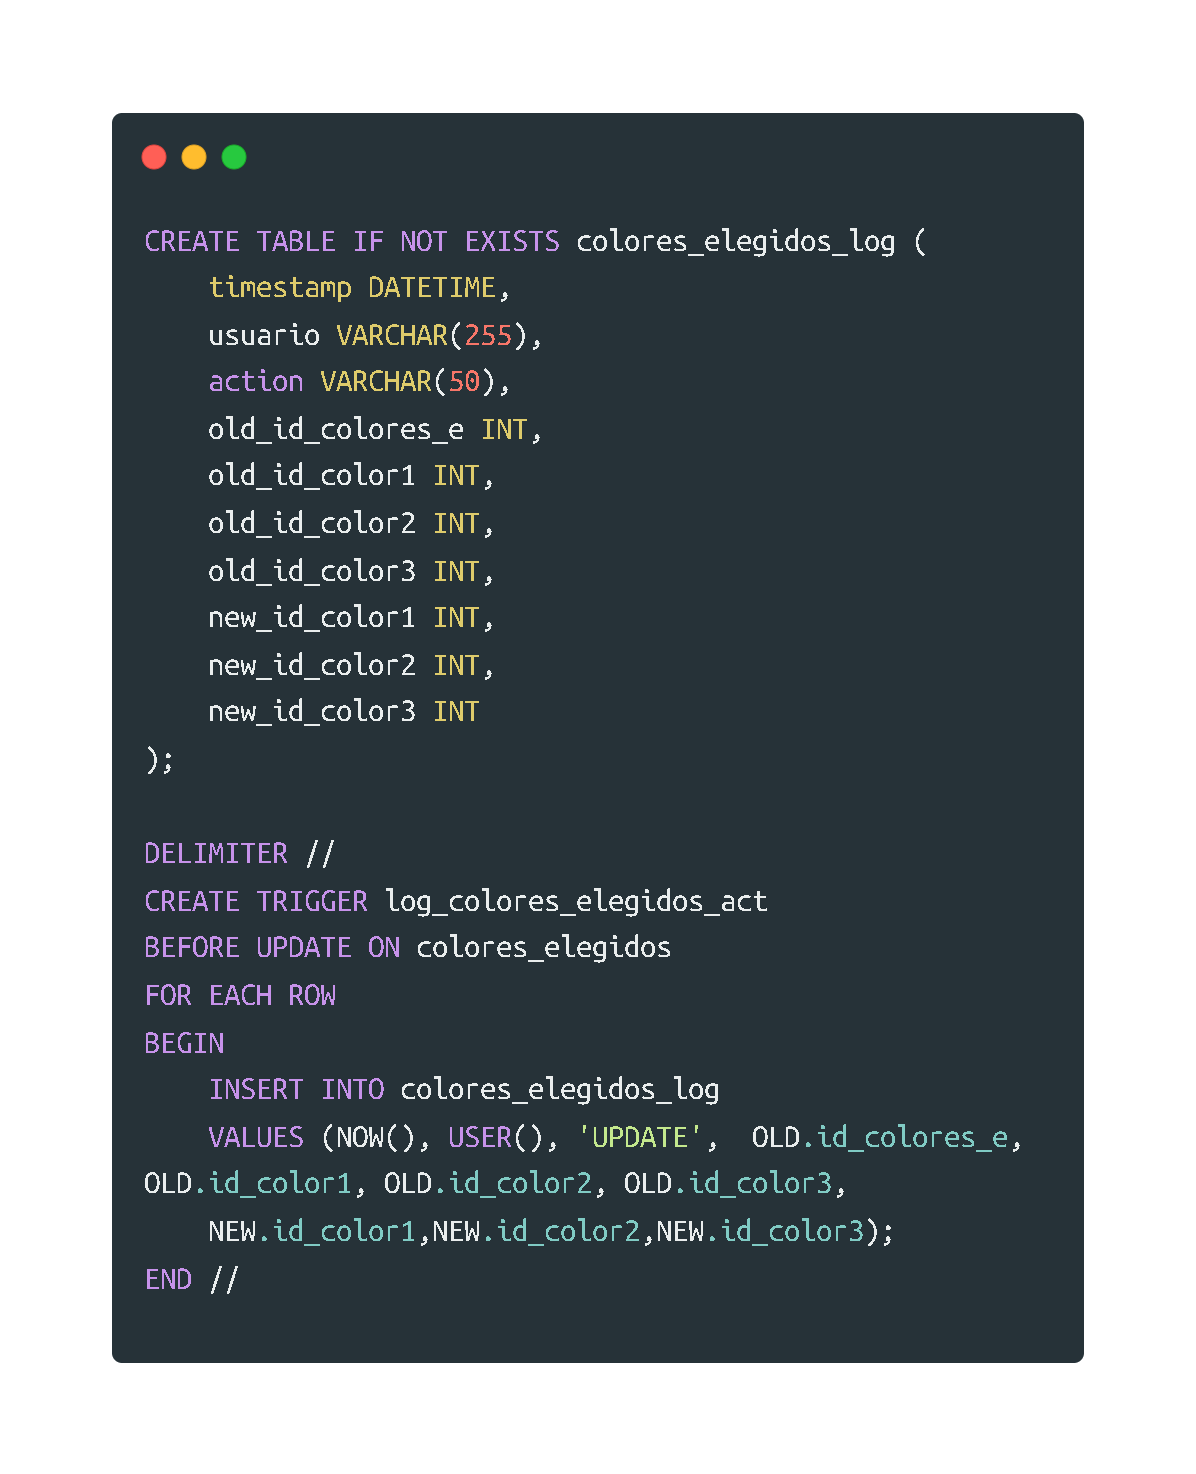 CREATE TABLE IF NOT EXISTS colores_elegidos_log (
    timestamp DATETIME,
    usuario VARCHAR(255),
    action VARCHAR(50),
    old_id_colores_e INT,
    old_id_color1 INT,
    old_id_color2 INT,
    old_id_color3 INT,
    new_id_color1 INT,
    new_id_color2 INT,
    new_id_color3 INT
);

DELIMITER //
CREATE TRIGGER log_colores_elegidos_act
BEFORE UPDATE ON colores_elegidos
FOR EACH ROW
BEGIN
    INSERT INTO colores_elegidos_log
    VALUES (NOW(), USER(), 'UPDATE',  OLD.id_colores_e,
OLD.id_color1, OLD.id_color2, OLD.id_color3,
    NEW.id_color1,NEW.id_color2,NEW.id_color3);
END //